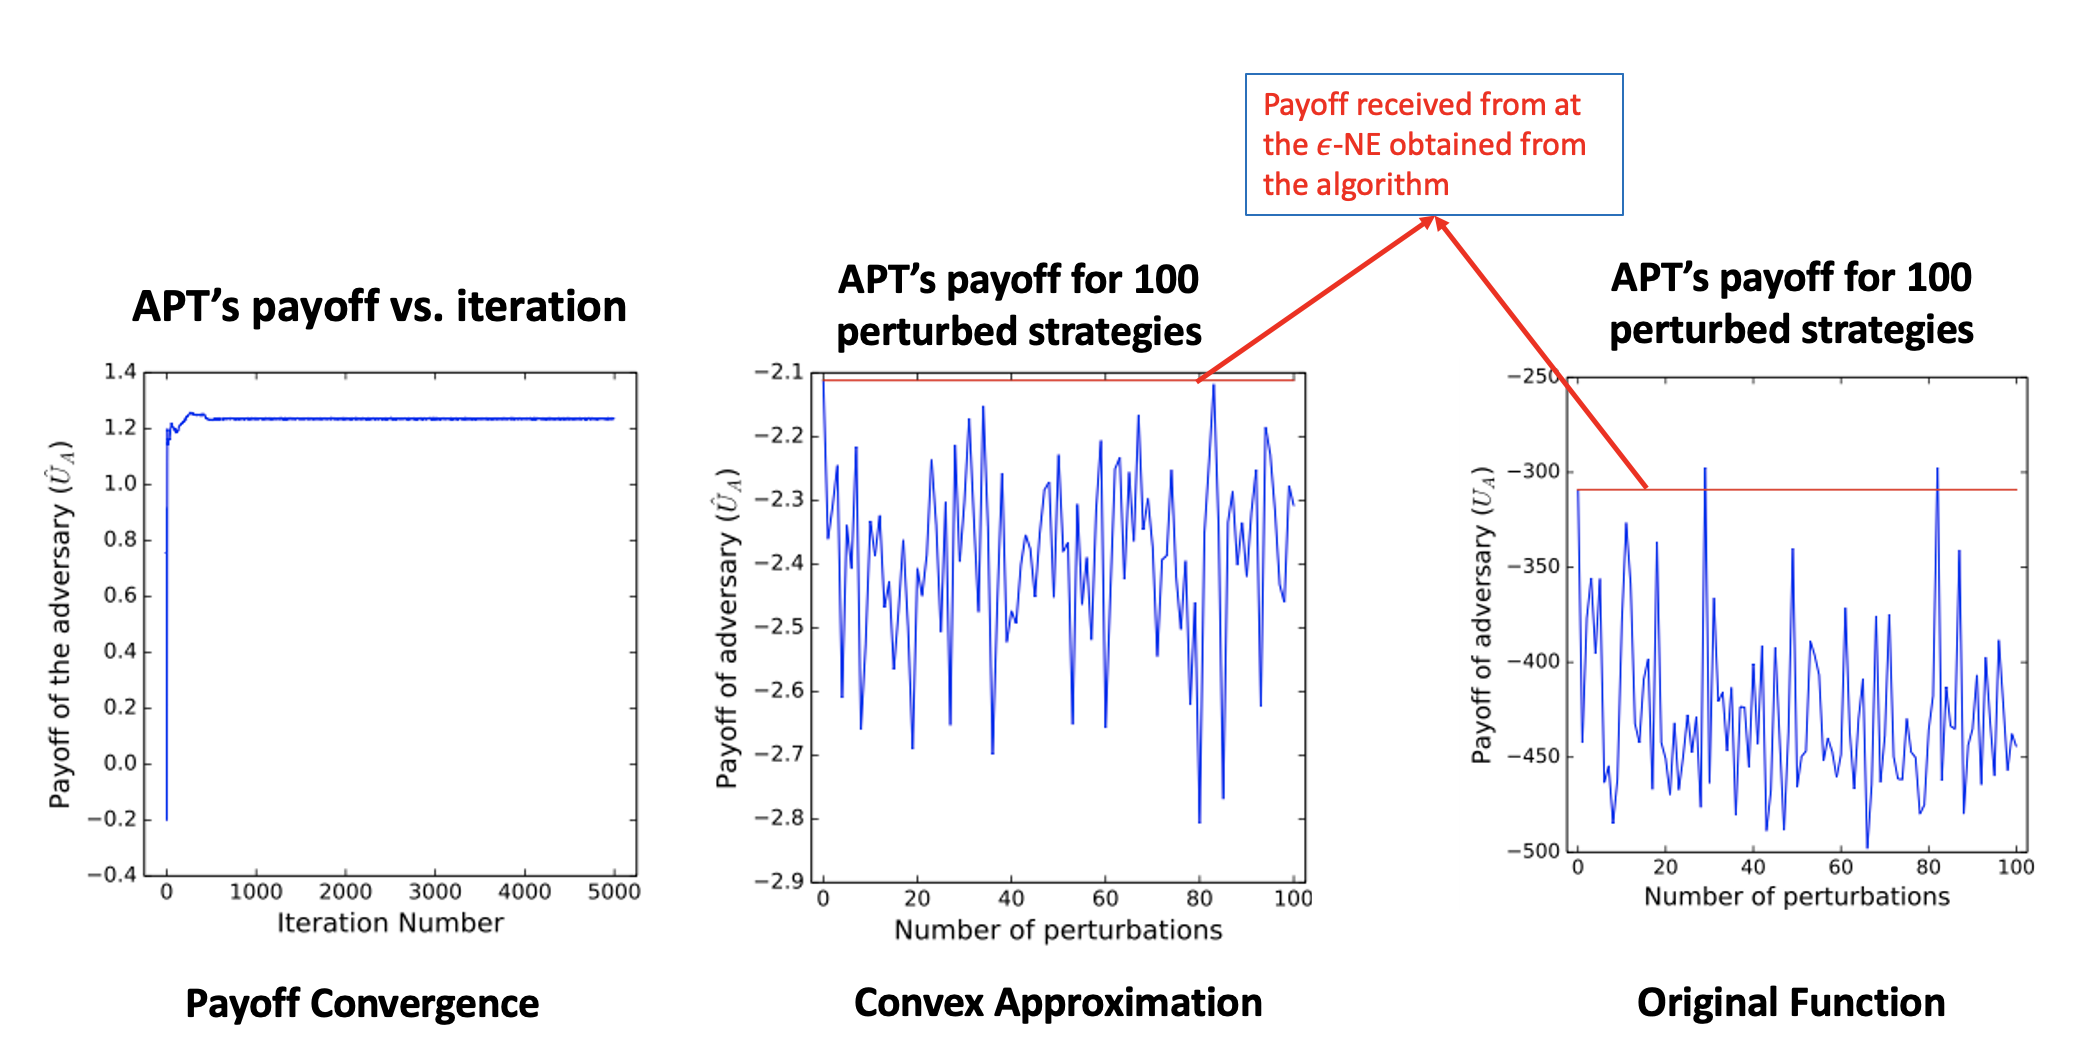 Payoff received from at
the ϵ-NE obtained from
the algorithm
APT's payoff vs. iteration
1.4
1.2
1.0
0.8
0.6
0.4
0.2
0.0
−0.2
−0.4
Payoff of the adversary (Û_A)
0 1000 2000 3000 4000 5000
Iteration Number
Payoff Convergence
APT's payoff for 100
perturbed strategies
−2.1
−2.2
−2.3
−2.4
−2.5
−2.6
−2.7
−2.8
−2.9
Payoff of adversary (Û_A)
0 20 40 60 80 100
Number of perturbations
Convex Approximation
APT's payoff for 100
perturbed strategies
−250
−300
−350
−400
−450
−500
Payoff of adversary (U_A)
0 20 40 60 80 100
Number of perturbations
Original Function